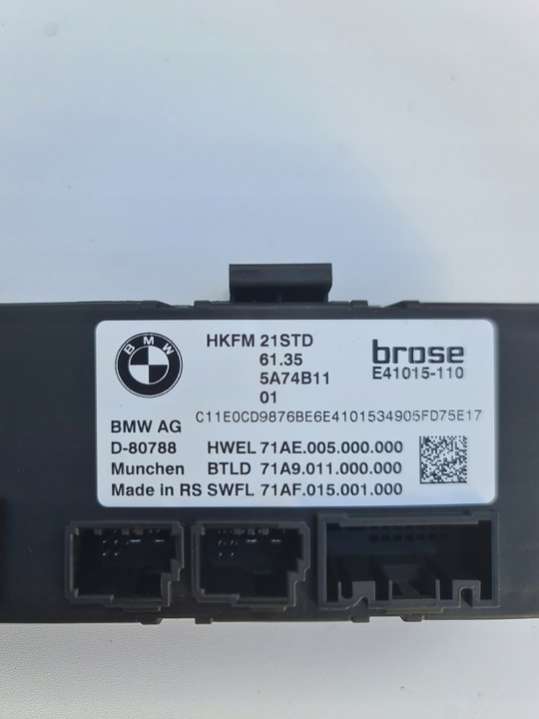 BMW
HKFM 21STD
61.35
5A74B11
01
brose
E41015-110
C11E0CD9876BE6E4101534905FD75E17
BMW AG
D-80788 HWEL 71AE.005.000.000
Munchen BTLD 71A9.011.000.000
Made in RS SWFL 71AF.015.001.000